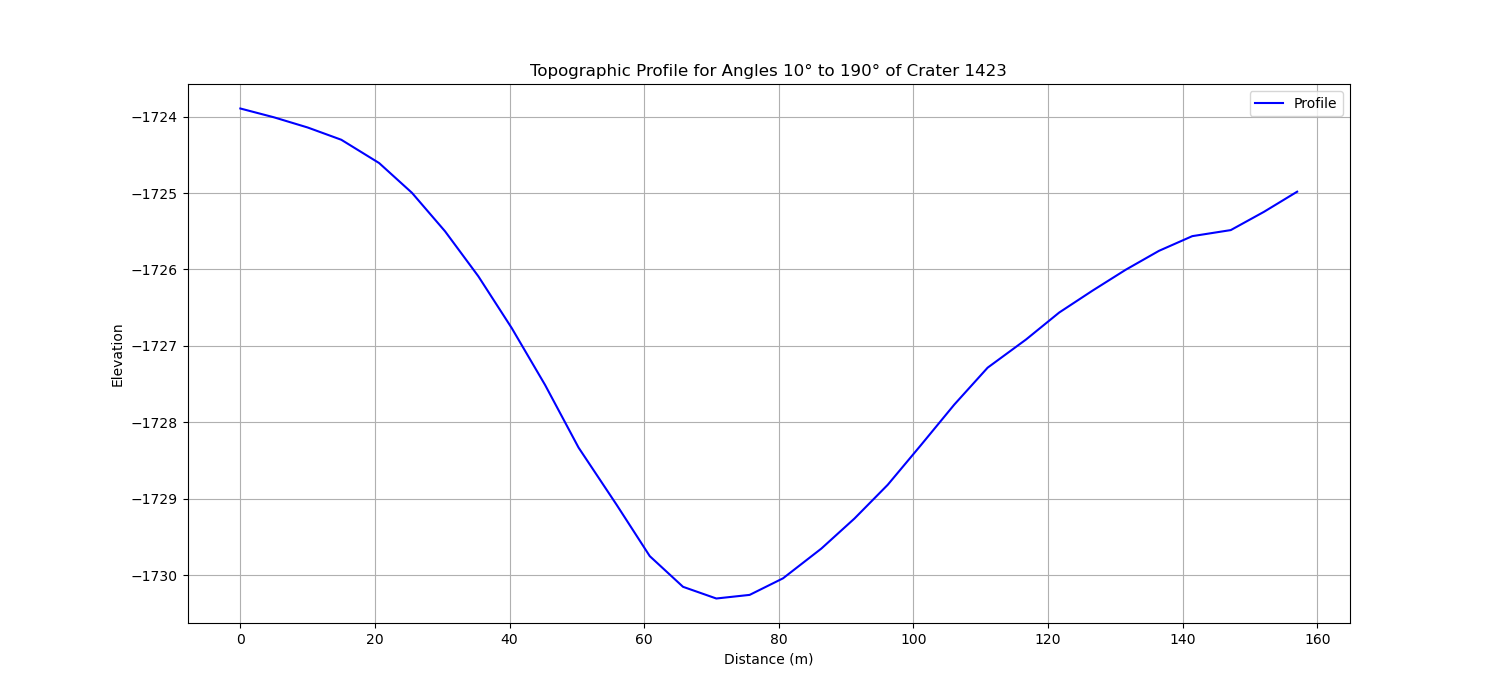 Topographic Profile for Angles 10° to 190° of Crater 1423
Profile
−1724
−1725
−1726
−1727
−1728
−1729
−1730
Elevation
0 20 40 60 80 100 120 140 160
Distance (m)